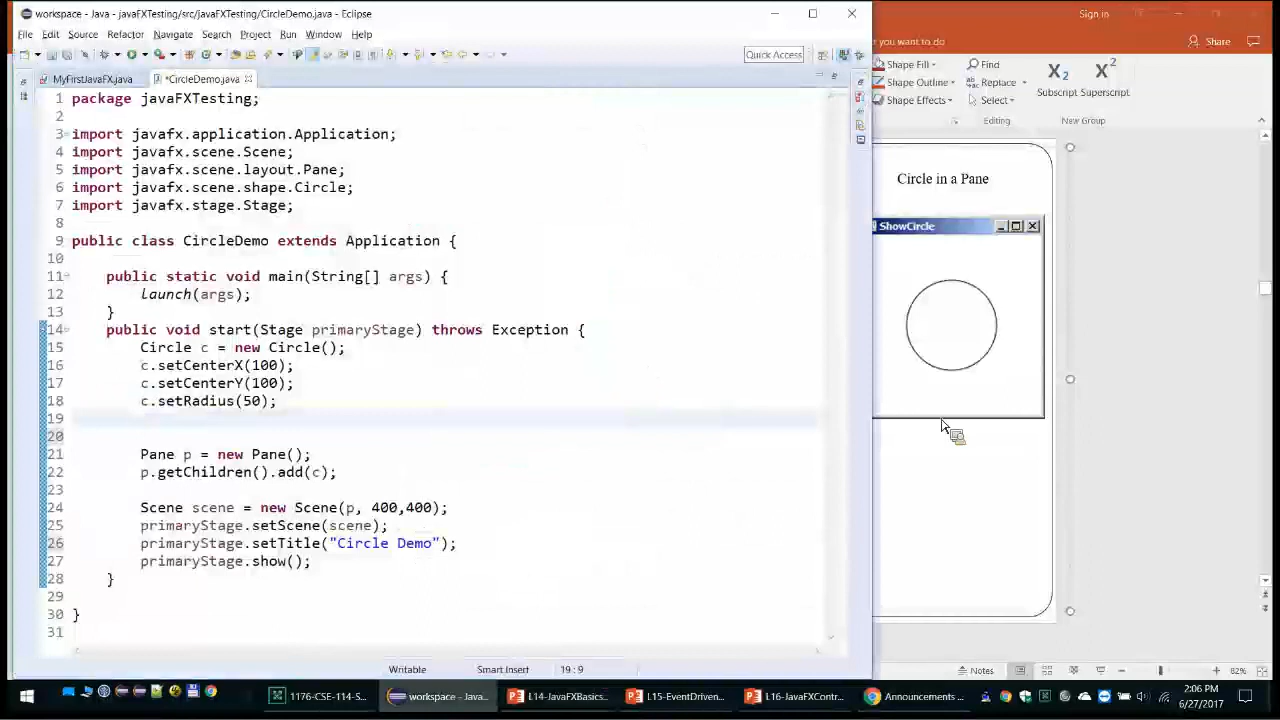 workspace - Java - javaFXTesting/src/javaFXTesting/CircleDemo.java - Eclipse
Sign in
File Edit Source Refactor Navigate Search Project Run Window Help
r you want to do
Share
Quick Access
Shape Fill
Find
Shape Outline
Replace
Shape Effects
Select
X₂ X²
Subscript Superscript
Editing
New Group
MyFirstJavaFX.java
*CircleDemo.java
1 package javaFXTesting;
2
3 import javafx.application.Application;
4 import javafx.scene.Scene;
5 import javafx.scene.layout.Pane;
6 import javafx.scene.shape.Circle;
7 import javafx.stage.Stage;
8
9 public class CircleDemo extends Application {
10
11 public static void main(String[] args) {
12 launch(args);
13 }
14 public void start(Stage primaryStage) throws Exception {
15 Circle c = new Circle();
16 c.setCenterX(100);
17 c.setCenterY(100);
18 c.setRadius(50);
19
20
21 Pane p = new Pane();
22 p.getChildren().add(c);
23
24 Scene scene = new Scene(p, 400,400);
25 primaryStage.setScene(scene);
26 primaryStage.setTitle("Circle Demo");
27 primaryStage.show();
28 }
29
30 }
31
Circle in a Pane
ShowCircle
Writable
Smart Insert
19 : 9
Notes
82%
1176-CSE-114-S...
workspace - Java...
L14-JavaFXBasics...
L15-EventDriven...
L16-JavaFXContr...
Announcements ...
2:06 PM
6/27/2017